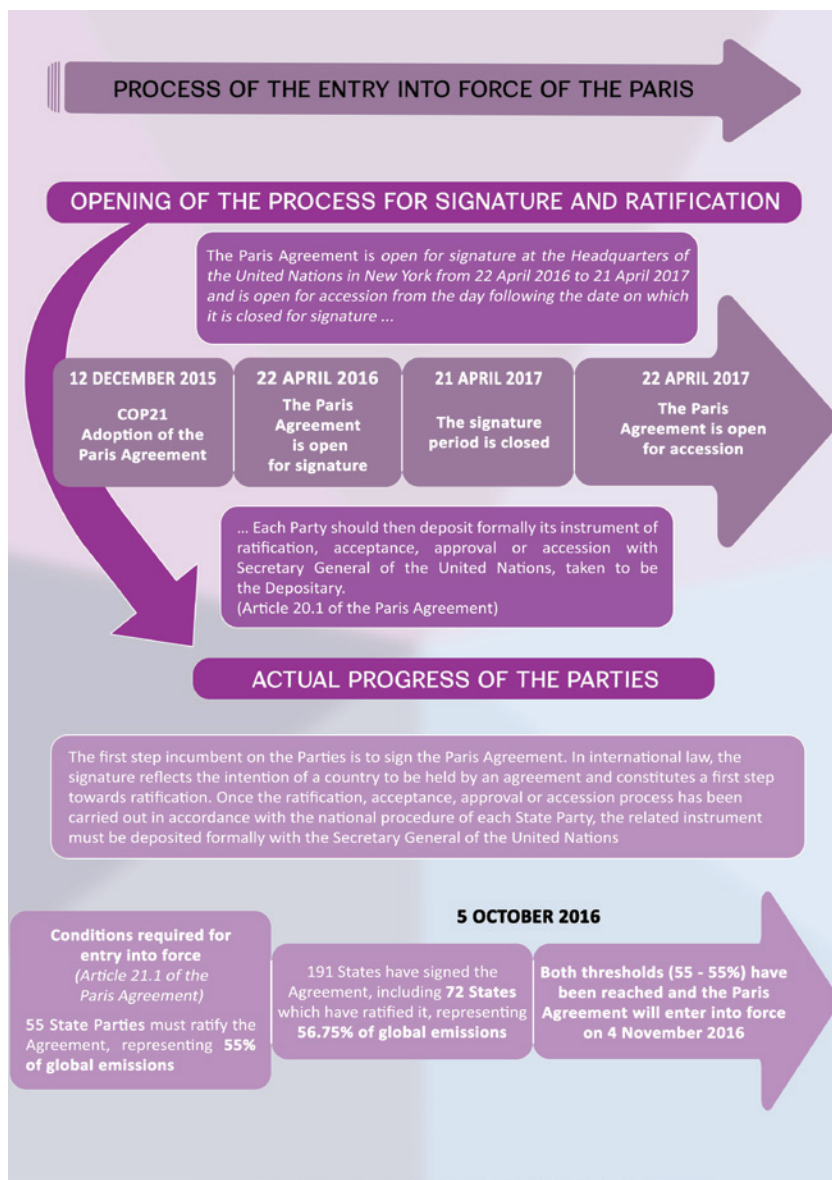 PROCESS OF THE ENTRY INTO FORCE OF THE PARIS
OPENING OF THE PROCESS FOR SIGNATURE AND RATIFICATION
The Paris Agreement is open for signature at the Headquarters of
the United Nations in New York from 22 April 2016 to 21 April 2017
and is open for accession from the day following the date on which
it is closed for signature ...
12 DECEMBER 2015
COP21
Adoption of the
Paris Agreement
22 APRIL 2016
The Paris
Agreement
is open
for signature
21 APRIL 2017
The signature
period is closed
22 APRIL 2017
The Paris
Agreement is open
for accession
... Each Party should then deposit formally its instrument of
ratification, acceptance, approval or accession with
Secretary General of the United Nations, taken to be
the Depositary.
(Article 20.1 of the Paris Agreement)
ACTUAL PROGRESS OF THE PARTIES
The first step incumbent on the Parties is to sign the Paris Agreement. In international law, the
signature reflects the intention of a country to be held by an agreement and constitutes a first step
towards ratification. Once the ratification, acceptance, approval or accession process has been
carried out in accordance with the national procedure of each State Party, the related instrument
must be deposited formally with the Secretary General of the United Nations
Conditions required for
entry into force
(Article 21.1 of the
Paris Agreement)
55 State Parties must ratify the
Agreement, representing 55%
of global emissions
5 OCTOBER 2016
191 States have signed the
Agreement, including 72 States
which have ratified it, representing
56.75% of global emissions
Both thresholds (55 - 55%) have
been reached and the Paris
Agreement will enter into force
on 4 November 2016